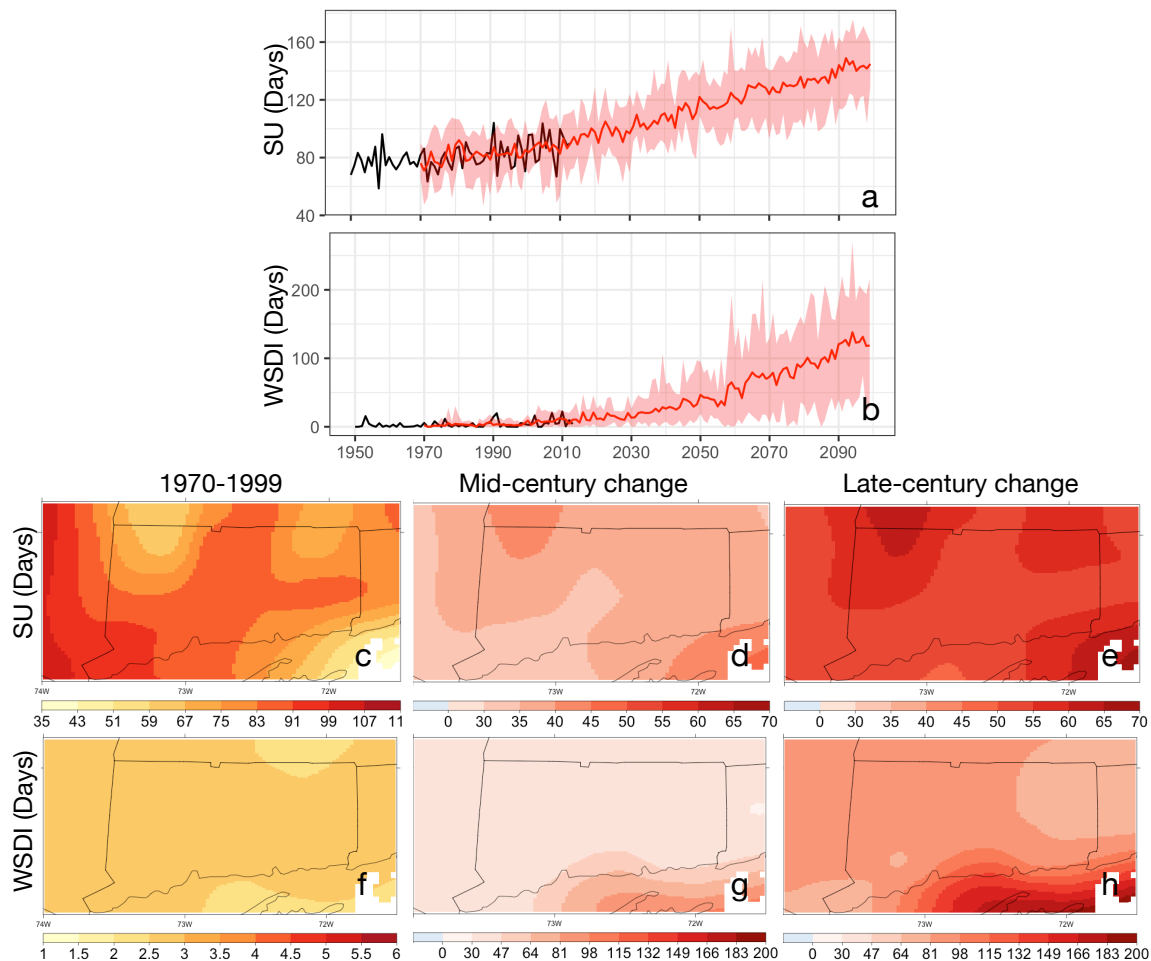 SU (Days)
160
120
80
40
a
WSDI (Days)
200
100
0
b
1950 1970 1990 2010 2030 2050 2070 2090
1970-1999 Mid-century change Late-century change
SU (Days)
c d e
74W 73W 72W 73W 72W 73W 72W
35 43 51 59 67 75 83 91 99 107 11
0 30 35 40 45 50 55 60 65 70
0 30 35 40 45 50 55 60 65 70
WSDI (Days)
f g h
74W 73W 72W 73W 72W 73W 72W
1 1.5 2 2.5 3 3.5 4 4.5 5 5.5 6
0 30 47 64 81 98 115 132 149 166 183 200
0 30 47 64 81 98 115 132 149 166 183 200